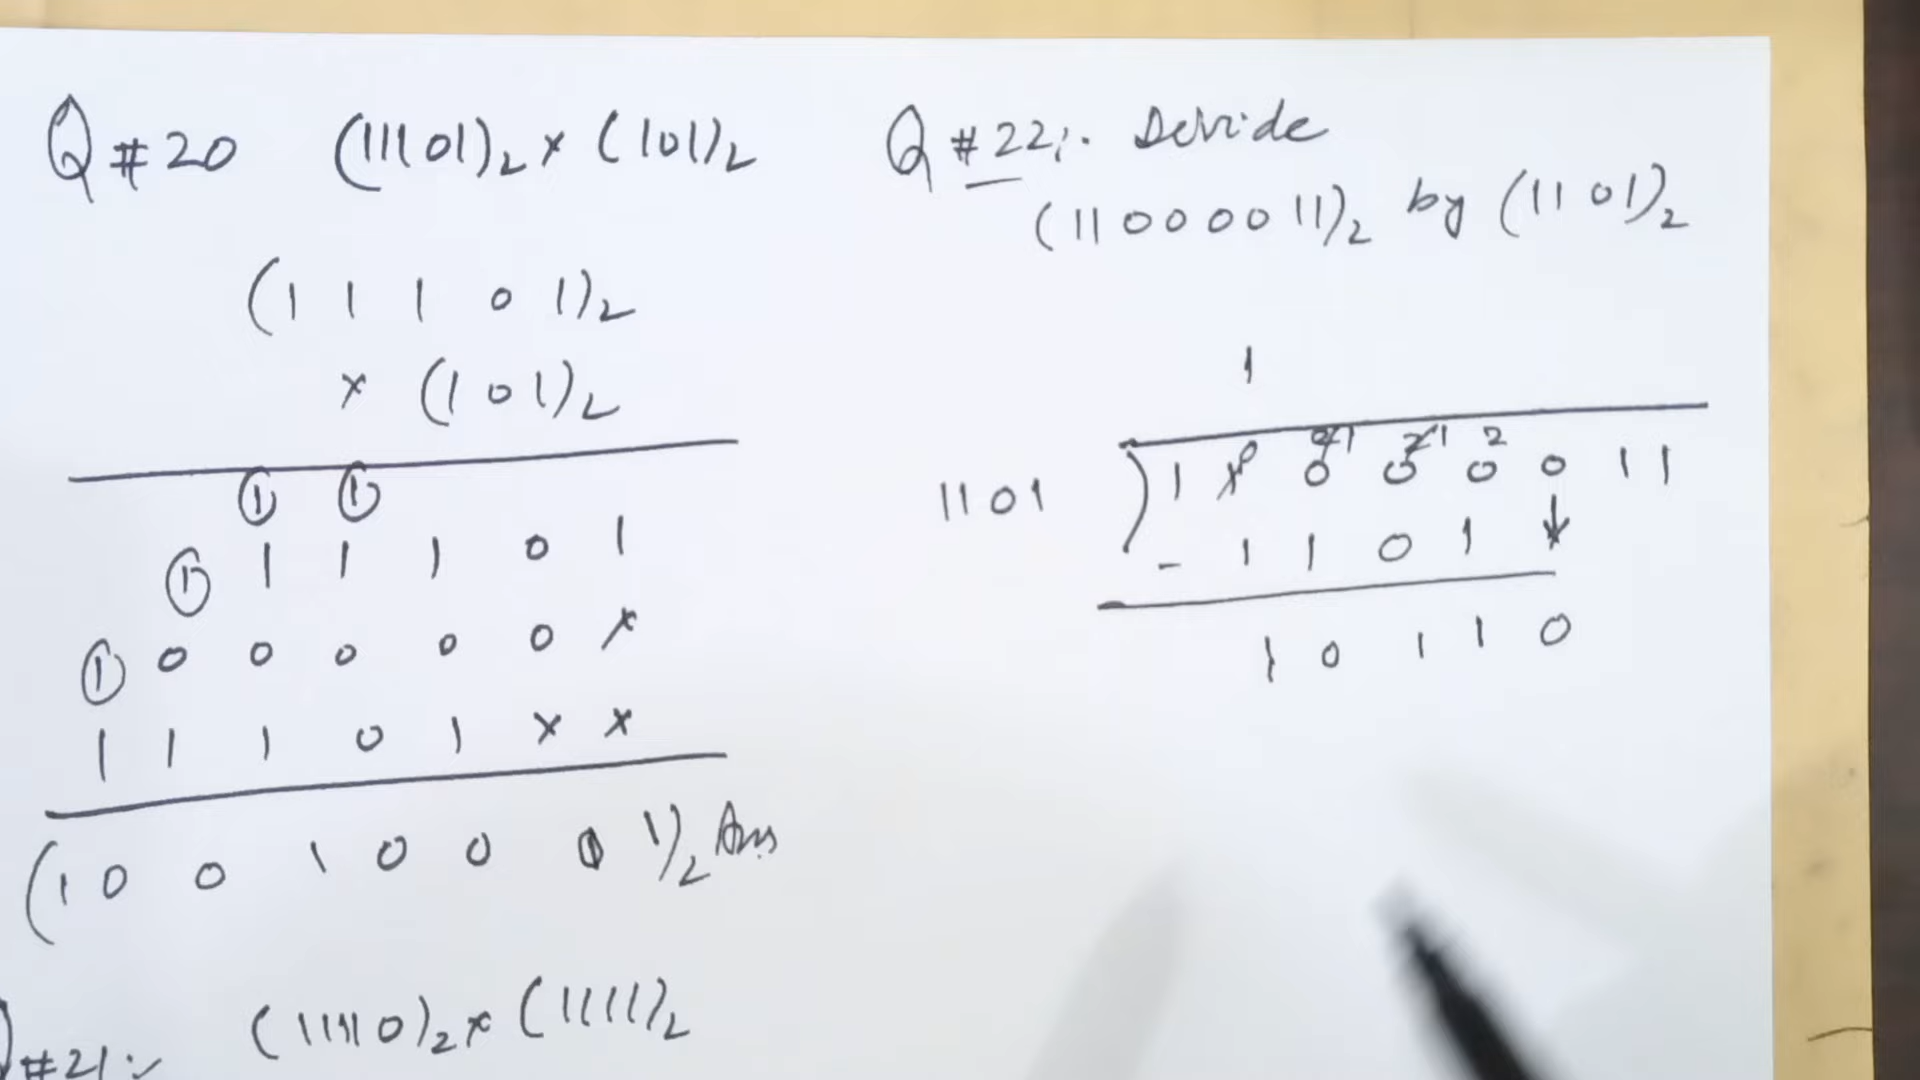 Q #20 (11101)₂ × (101)₂
(1 1 1 0 1)₂
× (1 0 1)₂
1 1
1 1 1 1 0 1
1 0 0 0 0 0 ×
1 1 1 0 1 × ×
(1 0 0 1 0 0 0 1)₂ Ans
#21:- (11110)₂ × (1111)₂
Q #22:- Devide
(11000011)₂ by (1101)₂
1
1101 ) 1 1 0 0 0 0 1 1
- 1 1 0 1 ↓
1 0 1 1 0